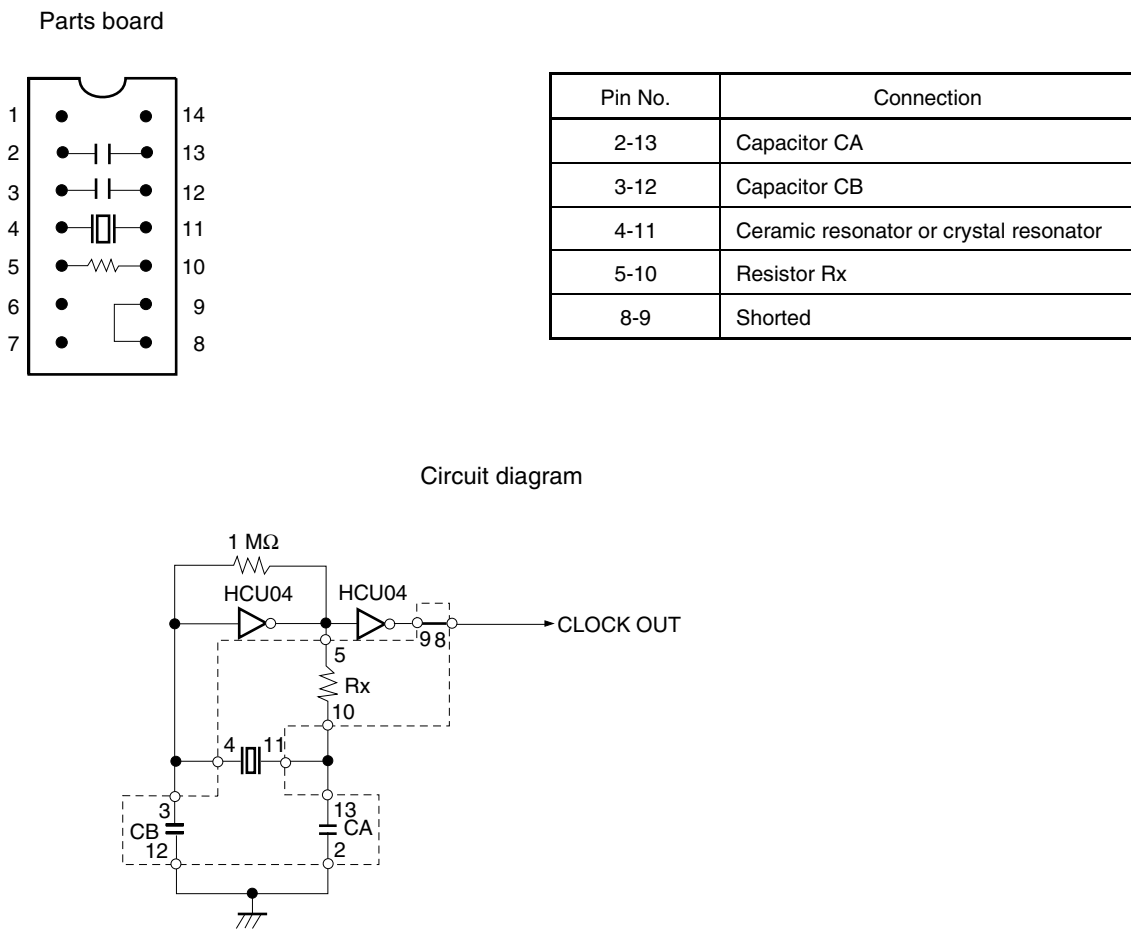 Parts board
1 14
2 13
3 12
4 11
5 10
6 9
7 8
Pin No. Connection
2-13 Capacitor CA
3-12 Capacitor CB
4-11 Ceramic resonator or crystal resonator
5-10 Resistor Rx
8-9 Shorted
Circuit diagram
1 MΩ
HCU04 HCU04
9 8 CLOCK OUT
5
Rx
10
4 11
3 13
CB CA
12 2